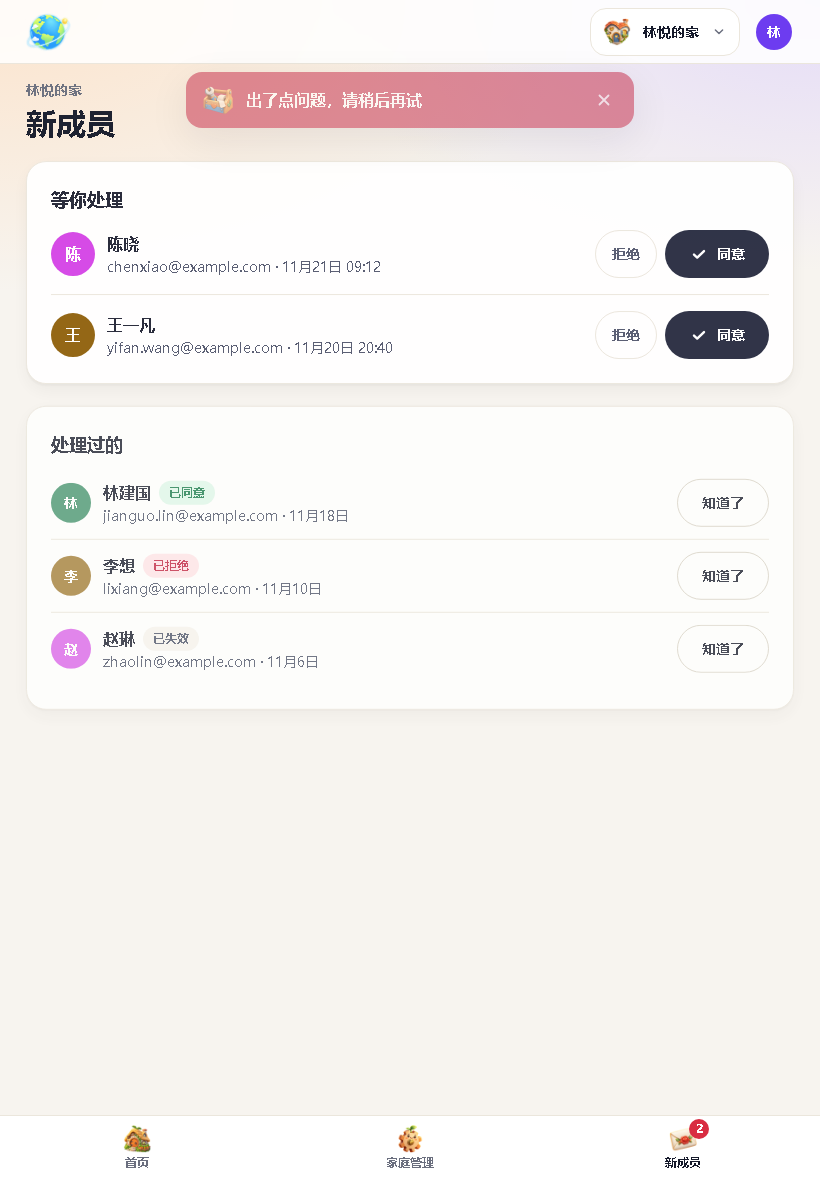 林悦的家
林
林悦的家
新成员
出了点问题，请稍后再试
等你处理
陈
陈晓
chenxiao@example.com · 11月21日 09:12
拒绝
同意
王
王一凡
yifan.wang@example.com · 11月20日 20:40
拒绝
同意
处理过的
林
林建国 已同意
jianguo.lin@example.com · 11月18日
知道了
李
李想 已拒绝
lixiang@example.com · 11月10日
知道了
赵
赵琳 已失效
zhaolin@example.com · 11月6日
知道了
首页
家庭管理
2
新成员